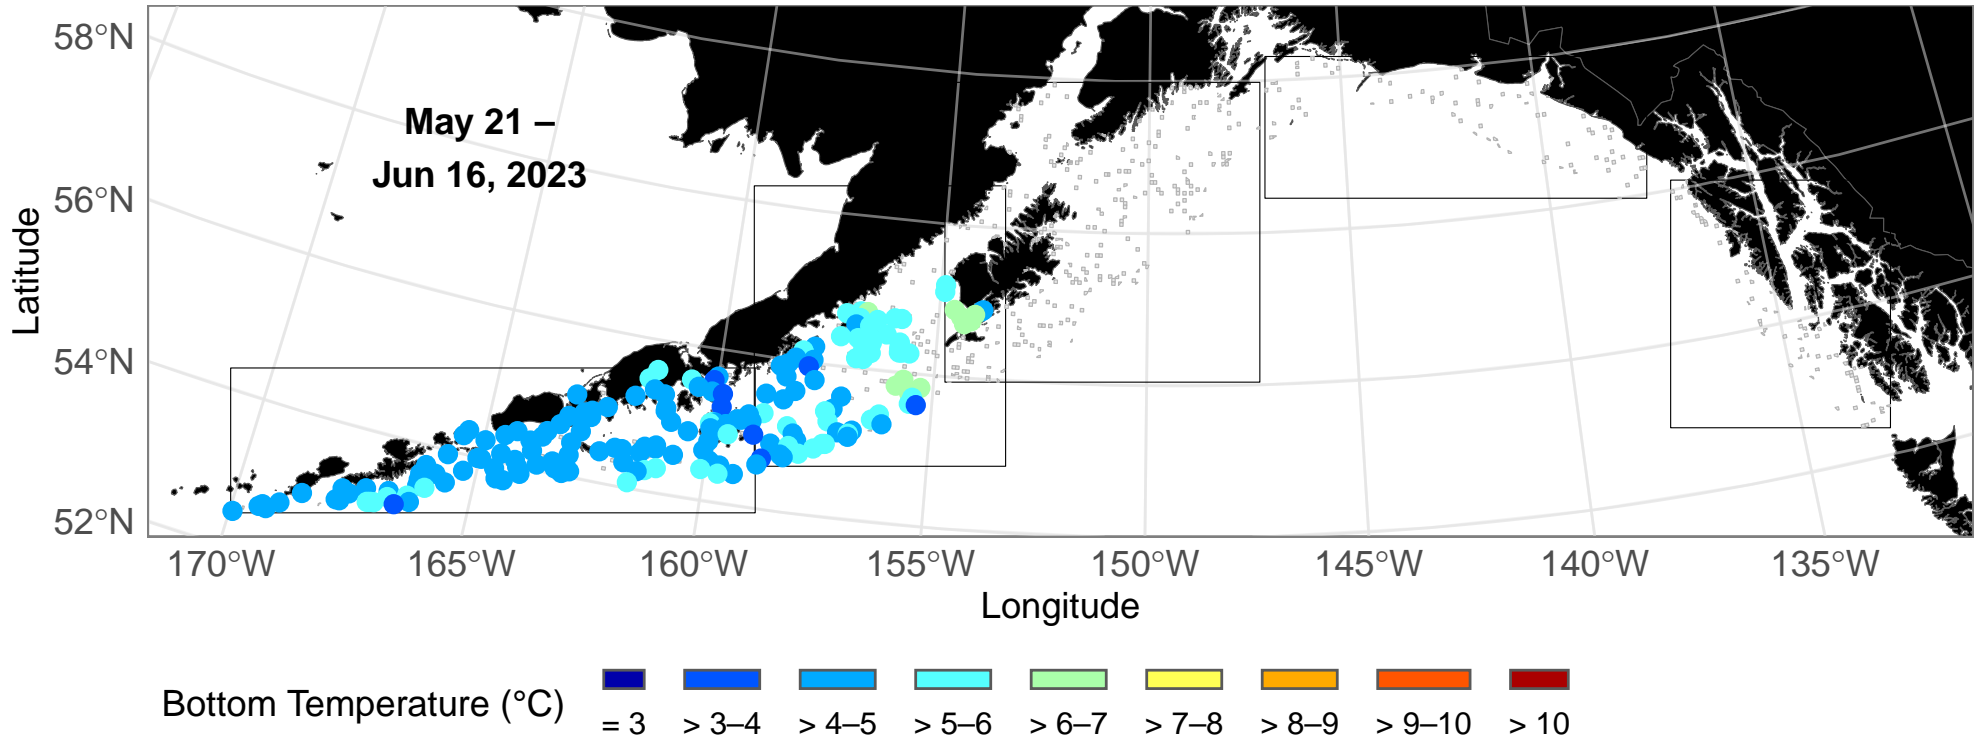 May 21 –
Jun 16, 2023
58°N
56°N
54°N
52°N
Latitude
170°W 165°W 160°W 155°W 150°W 145°W 140°W 135°W
Longitude
Bottom Temperature (°C)
= 3 > 3–4 > 4–5 > 5–6 > 6–7 > 7–8 > 8–9 > 9–10 > 10